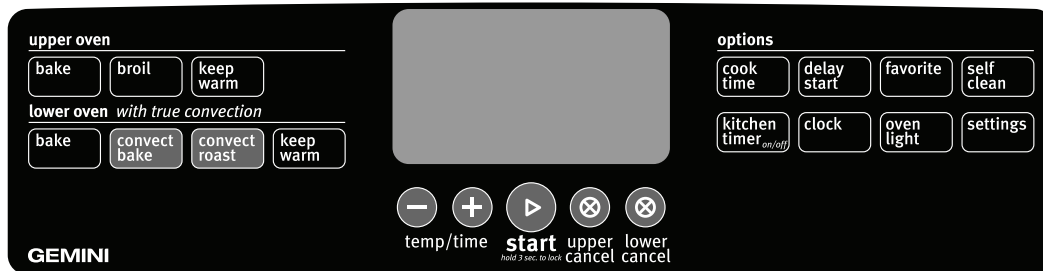 upper oven
bake
broil
keep
warm
lower oven with true convection
bake
convect
bake
convect
roast
keep
warm
GEMINI
temp/time
start
hold 3 sec. to lock
upper
cancel
lower
cancel
options
cook
time
delay
start
favorite
self
clean
kitchen
timer on/off
clock
oven
light
settings